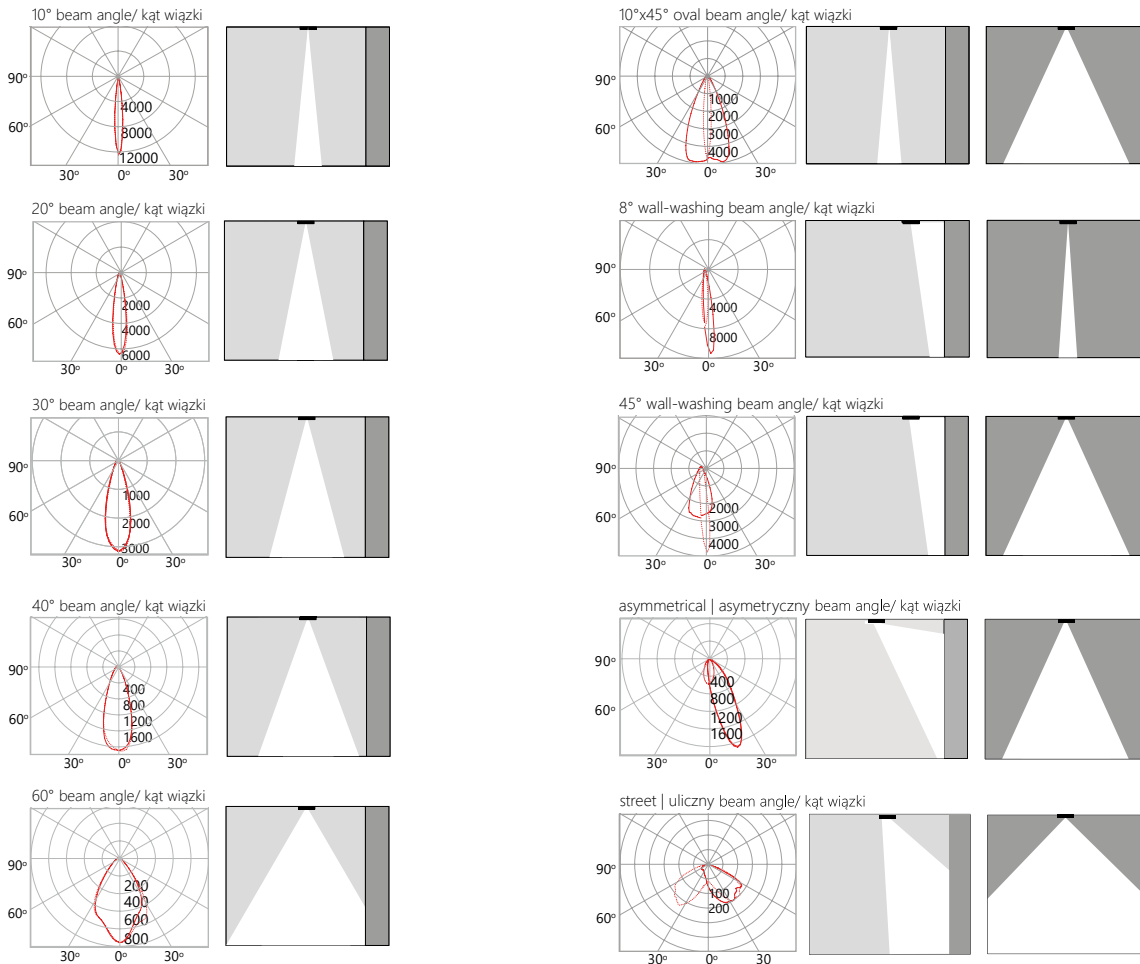 10° beam angle/ kąt wiązki
90°
60°
4000
8000
12000
30° 0° 30°
20° beam angle/ kąt wiązki
90°
60°
2000
4000
6000
30° 0° 30°
30° beam angle/ kąt wiązki
90°
60°
1000
2000
3000
30° 0° 30°
40° beam angle/ kąt wiązki
90°
60°
400
800
1200
1600
30° 0° 30°
60° beam angle/ kąt wiązki
90°
60°
200
400
600
800
30° 0° 30°
10°x45° oval beam angle/ kąt wiązki
90°
60°
1000
2000
3000
4000
30° 0° 30°
8° wall-washing beam angle/ kąt wiązki
90°
60°
4000
8000
30° 0° 30°
45° wall-washing beam angle/ kąt wiązki
90°
60°
2000
3000
4000
30° 0° 30°
asymmetrical | asymetryczny beam angle/ kąt wiązki
90°
60°
400
800
1200
1600
30° 0° 30°
street | uliczny beam angle/ kąt wiązki
90°
60°
100
200
30° 0° 30°